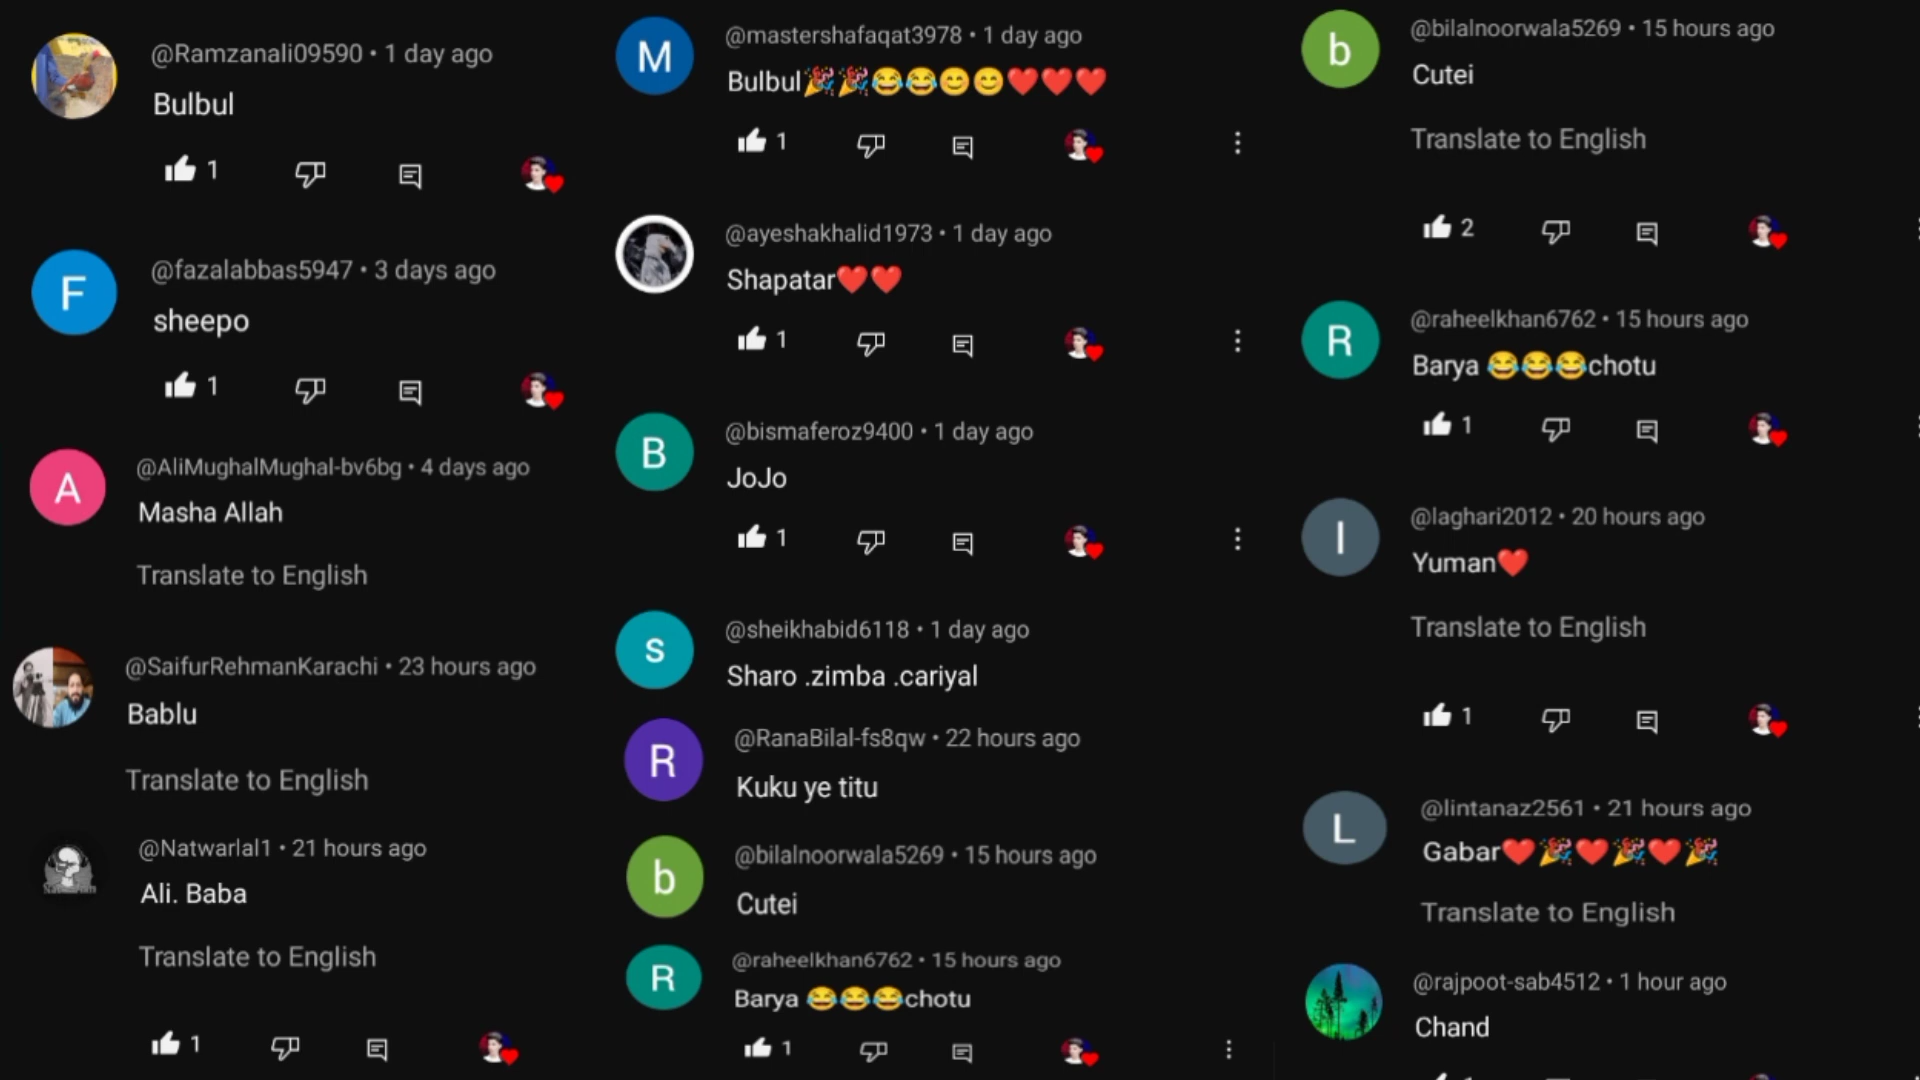 @Ramzanali09590 • 1 day ago
Bulbul
1
@fazalabbas5947 • 3 days ago
sheepo
1
@AliMughalMughal-bv6bg • 4 days ago
Masha Allah
Translate to English
@SaifurRehmanKarachi • 23 hours ago
Bablu
Translate to English
@Natwarlal1 • 21 hours ago
Ali. Baba
Translate to English
1
M
@mastershafaqat3978 • 1 day ago
Bulbul🎉🎉😂😂😊😊❤️❤️❤️
1
@ayeshakhalid1973 • 1 day ago
Shapatar❤️❤️
1
B
@bismaferoz9400 • 1 day ago
JoJo
1
s
@sheikhabid6118 • 1 day ago
Sharo .zimba .cariyal
R
@RanaBilal-fs8qw • 22 hours ago
Kuku ye titu
b
@bilalnoorwala5269 • 15 hours ago
Cutei
R
@raheelkhan6762 • 15 hours ago
Barya 😂😂😂chotu
1
b
@bilalnoorwala5269 • 15 hours ago
Cutei
Translate to English
2
R
@raheelkhan6762 • 15 hours ago
Barya 😂😂😂chotu
1
l
@laghari2012 • 20 hours ago
Yuman❤️
Translate to English
1
L
@lintanaz2561 • 21 hours ago
Gabar❤️🎉❤️🎉❤️🎉
Translate to English
@rajpoot-sab4512 • 1 hour ago
Chand